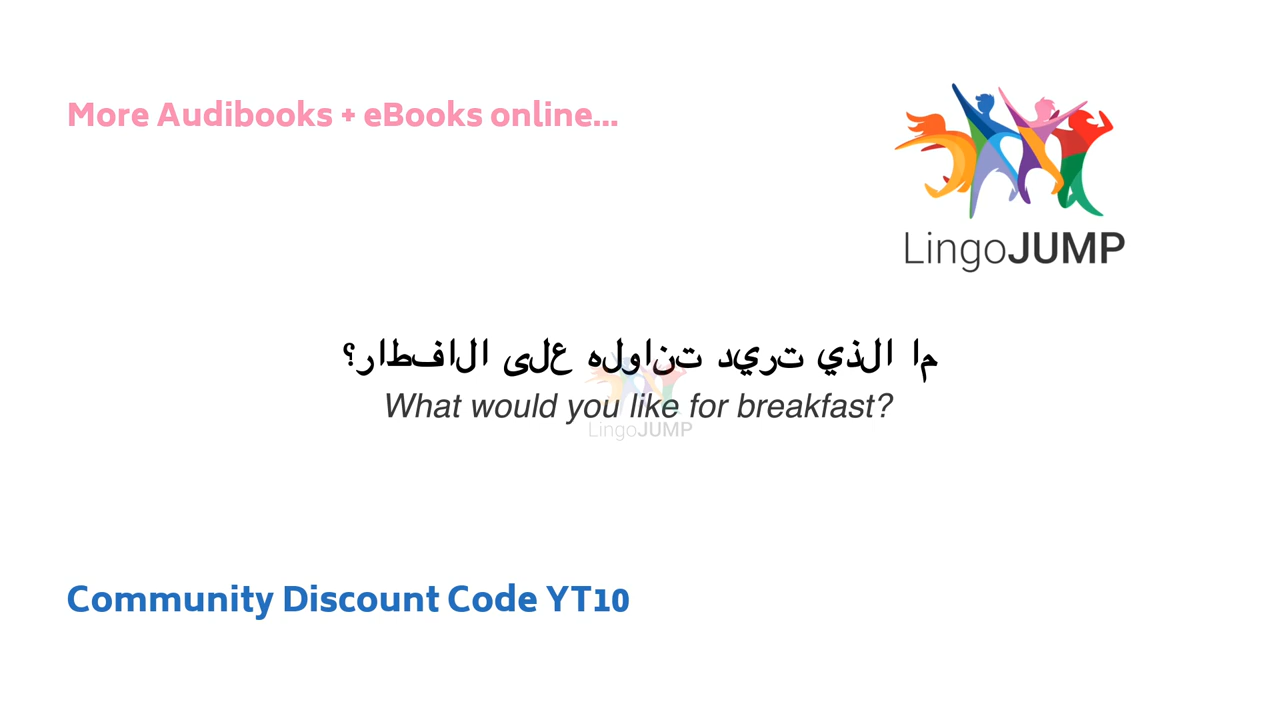 More Audibooks + eBooks online...
LingoJUMP
ما الذي تريد تناوله على الافطار؟
What would you like for breakfast?
LingoJUMP
Community Discount Code YT10